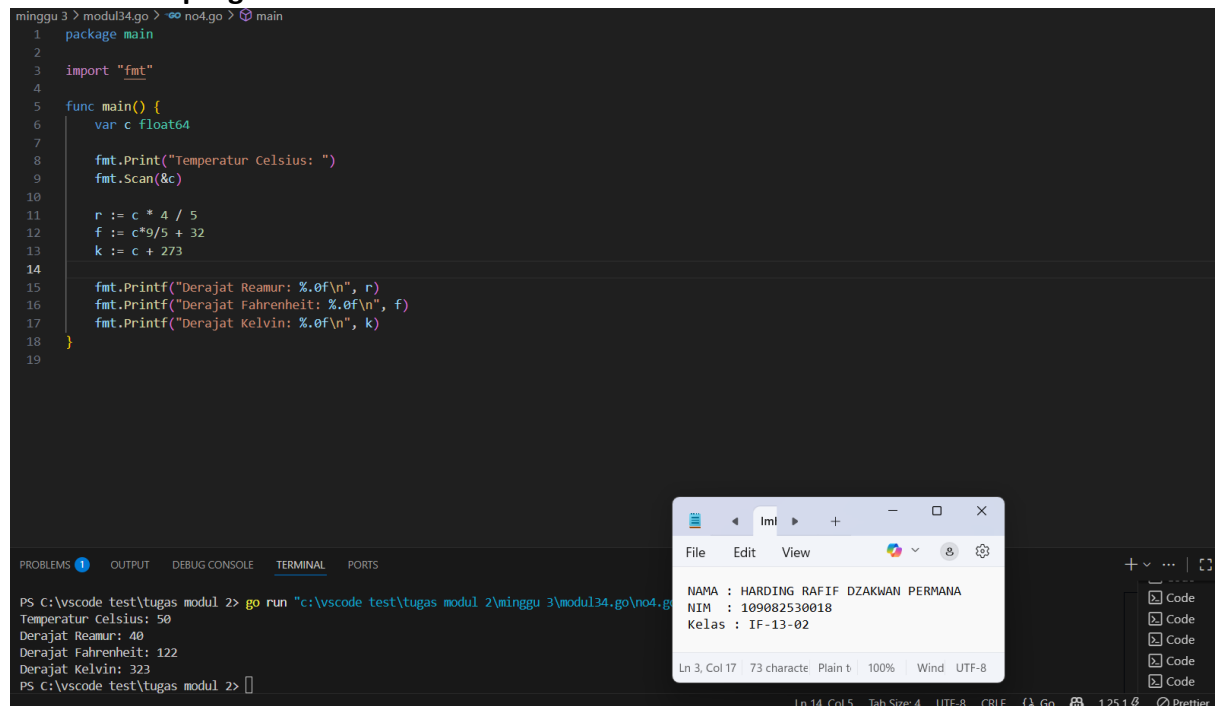 minggu 3 > modul34.go > no4.go > main
1 package main
2
3 import "fmt"
4
5 func main() {
6 var c float64
7
8 fmt.Print("Temperatur Celsius: ")
9 fmt.Scan(&c)
10
11 r := c * 4 / 5
12 f := c*9/5 + 32
13 k := c + 273
14
15 fmt.Printf("Derajat Reamur: %.0f\n", r)
16 fmt.Printf("Derajat Fahrenheit: %.0f\n", f)
17 fmt.Printf("Derajat Kelvin: %.0f\n", k)
18 }
19
PROBLEMS 1 OUTPUT DEBUG CONSOLE TERMINAL PORTS
PS C:\vscode test\tugas modul 2> go run "c:\vscode test\tugas modul 2\minggu 3\modul34.go\no4.g
Temperatur Celsius: 50
Derajat Reamur: 40
Derajat Fahrenheit: 122
Derajat Kelvin: 323
PS C:\vscode test\tugas modul 2>
File Edit View
NAMA : HARDING RAFIF DZAKWAN PERMANA
NIM : 109082530018
Kelas : IF-13-02
Ln 3, Col 17 73 characte Plain t 100% Wind UTF-8
Code
Code
Code
Code
Code
Ln 14, Col 5 Tab Size: 4 UTF-8 CRLF Go 1.25.1 Prettier